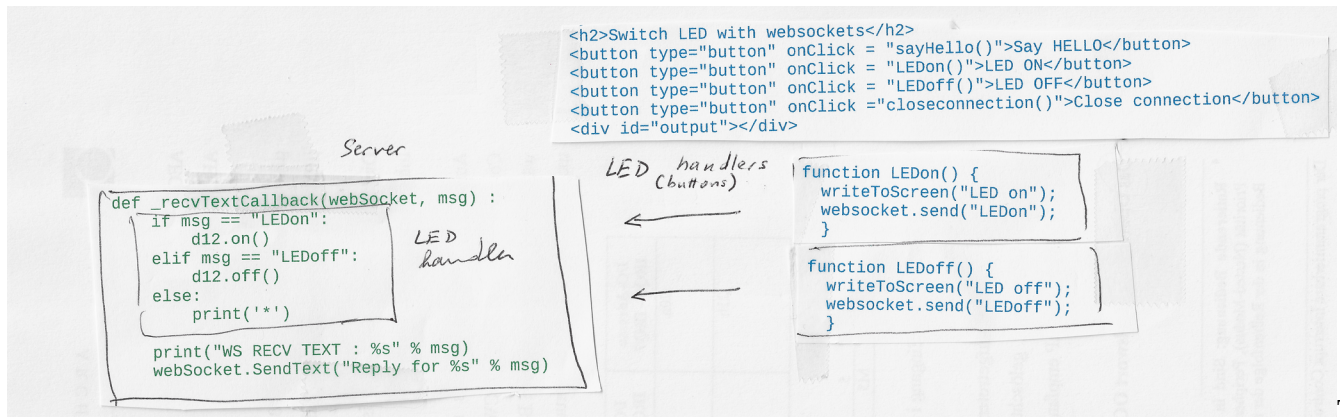 <h2>Switch LED with websockets</h2>
<button type="button" onClick = "sayHello()">Say HELLO</button>
<button type="button" onClick = "LEDon()">LED ON</button>
<button type="button" onClick = "LEDoff()">LED OFF</button>
<button type="button" onClick ="closeconnection()">Close connection</button>
<div id="output"></div>
Server
def _recvTextCallback(webSocket, msg) :
if msg == "LEDon":
d12.on()
elif msg == "LEDoff":
d12.off()
else:
print('*')
print("WS RECV TEXT : %s" % msg)
webSocket.SendText("Reply for %s" % msg)
LED
handler
LED handlers
(buttons)
function LEDon() {
writeToScreen("LED on");
websocket.send("LEDon");
}
function LEDoff() {
writeToScreen("LED off");
websocket.send("LEDoff");
}